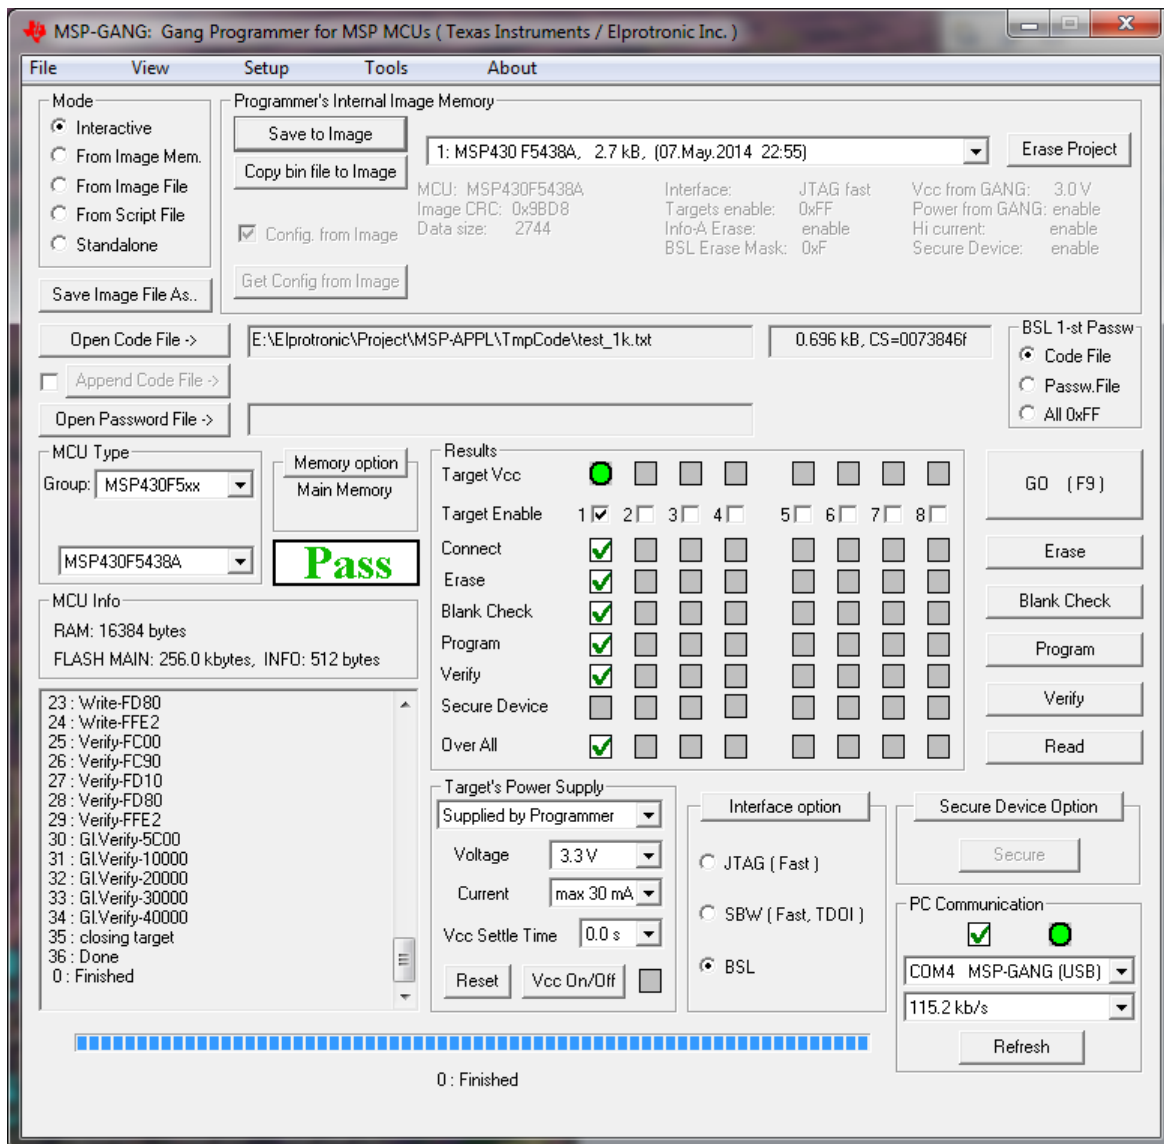 MSP-GANG: Gang Programmer for MSP MCUs ( Texas Instruments / Elprotronic Inc. )
File View Setup Tools About
Mode
Interactive
From Image Mem.
From Image File
From Script File
Standalone
Save Image File As..
Programmer's Internal Image Memory
Save to Image
Copy bin file to Image
Config. from Image
Get Config from Image
1: MSP430 F5438A, 2.7 kB, (07.May.2014 22:55)
Erase Project
MCU: MSP430F5438A
Image CRC: 0x9BD8
Data size: 2744
Interface: JTAG fast
Targets enable: 0xFF
Info-A Erase: enable
BSL Erase Mask: 0xF
Vcc from GANG: 3.0 V
Power from GANG: enable
Hi current: enable
Secure Device: enable
Open Code File ->
E:\Elprotronic\Project\MSP-APPL\TmpCode\test_1k.txt
0.696 kB, CS=0073846f
Append Code File ->
Open Password File ->
BSL 1-st Passw
Code File
Passw.File
All 0xFF
MCU Type
Group: MSP430F5xx
MSP430F5438A
Memory option
Main Memory
Pass
MCU Info
RAM: 16384 bytes
FLASH MAIN: 256.0 kbytes, INFO: 512 bytes
23 : Write-FD80
24 : Write-FFE2
25 : Verify-FC00
26 : Verify-FC90
27 : Verify-FD10
28 : Verify-FD80
29 : Verify-FFE2
30 : Gl.Verify-5C00
31 : Gl.Verify-10000
32 : Gl.Verify-20000
33 : Gl.Verify-30000
34 : Gl.Verify-40000
35 : closing target
36 : Done
0 : Finished
Results
Target Vcc
Target Enable 1 2 3 4 5 6 7 8
Connect
Erase
Blank Check
Program
Verify
Secure Device
Over All
GO (F9)
Erase
Blank Check
Program
Verify
Read
Target's Power Supply
Supplied by Programmer
Voltage 3.3 V
Current max 30 mA
Vcc Settle Time 0.0 s
Reset Vcc On/Off
Interface option
JTAG ( Fast )
SBW ( Fast, TDOI )
BSL
Secure Device Option
Secure
PC Communication
COM4 MSP-GANG (USB)
115.2 kb/s
Refresh
0 : Finished